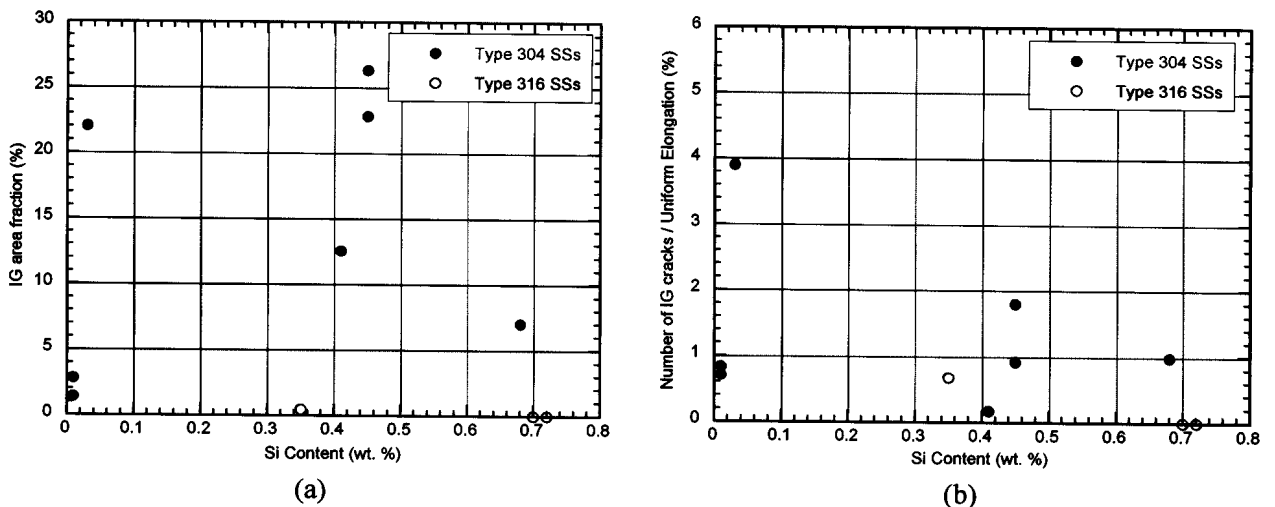 30
25
20
15
10
5
0
IG area fraction (%)
Type 304 SSs
Type 316 SSs
0 0.1 0.2 0.3 0.4 0.5 0.6 0.7 0.8
Si Content (wt. %)
(a)
6
5
4
3
2
1
0
Number of IG cracks / Uniform Elongation (%)
Type 304 SSs
Type 316 SSs
0 0.1 0.2 0.3 0.4 0.5 0.6 0.7 0.8
Si Content (wt. %)
(b)